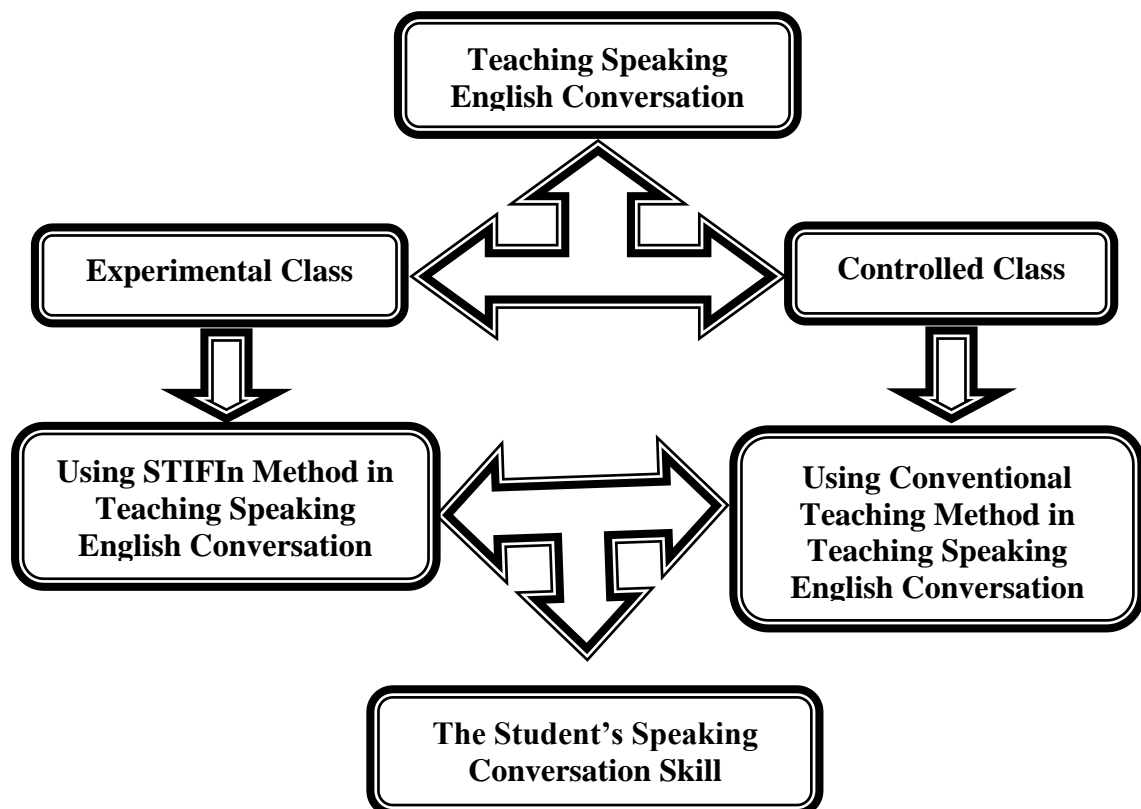 Teaching Speaking
English Conversation
Experimental Class
Controlled Class
Using STIFIn Method in
Teaching Speaking
English Conversation
Using Conventional
Teaching Method in
Teaching Speaking
English Conversation
The Student’s Speaking
Conversation Skill